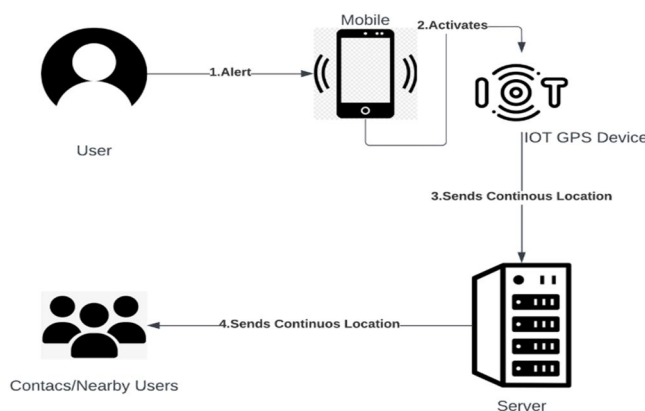 Mobile
2.Activates
1.Alert
IOT
User
IOT GPS Device
3.Sends Continous Location
4.Sends Continuos Location
Contacs/Nearby Users
Server